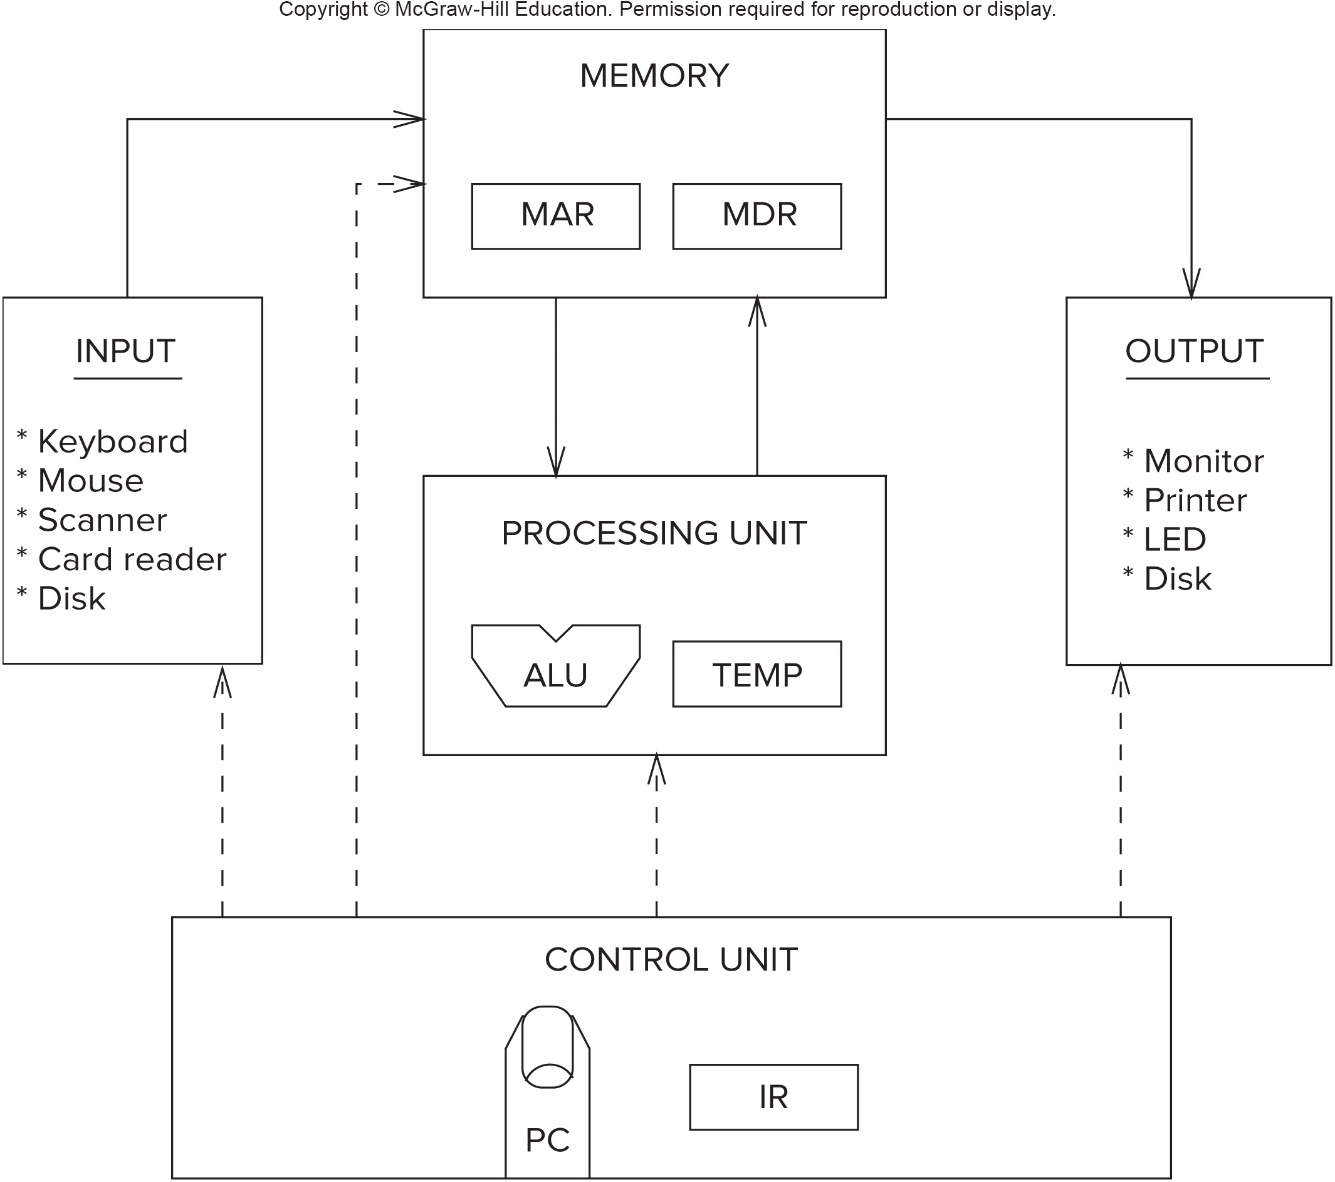 Copyright © McGraw-Hill Education. Permission required for reproduction or display.
MEMORY
MAR
MDR
INPUT
* Keyboard
* Mouse
* Scanner
* Card reader
* Disk
OUTPUT
* Monitor
* Printer
* LED
* Disk
PROCESSING UNIT
ALU
TEMP
CONTROL UNIT
PC
IR